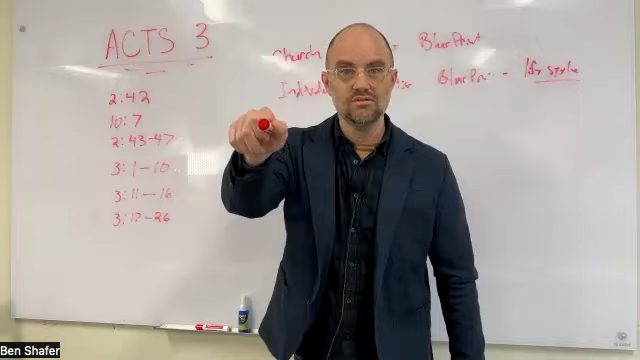 ACTS 3
Church Blueprint
Blueprint - lifestyle
2:42
10:7
2:43-47
3:1-10
3:11-16
3:17-26
Ben Shafer